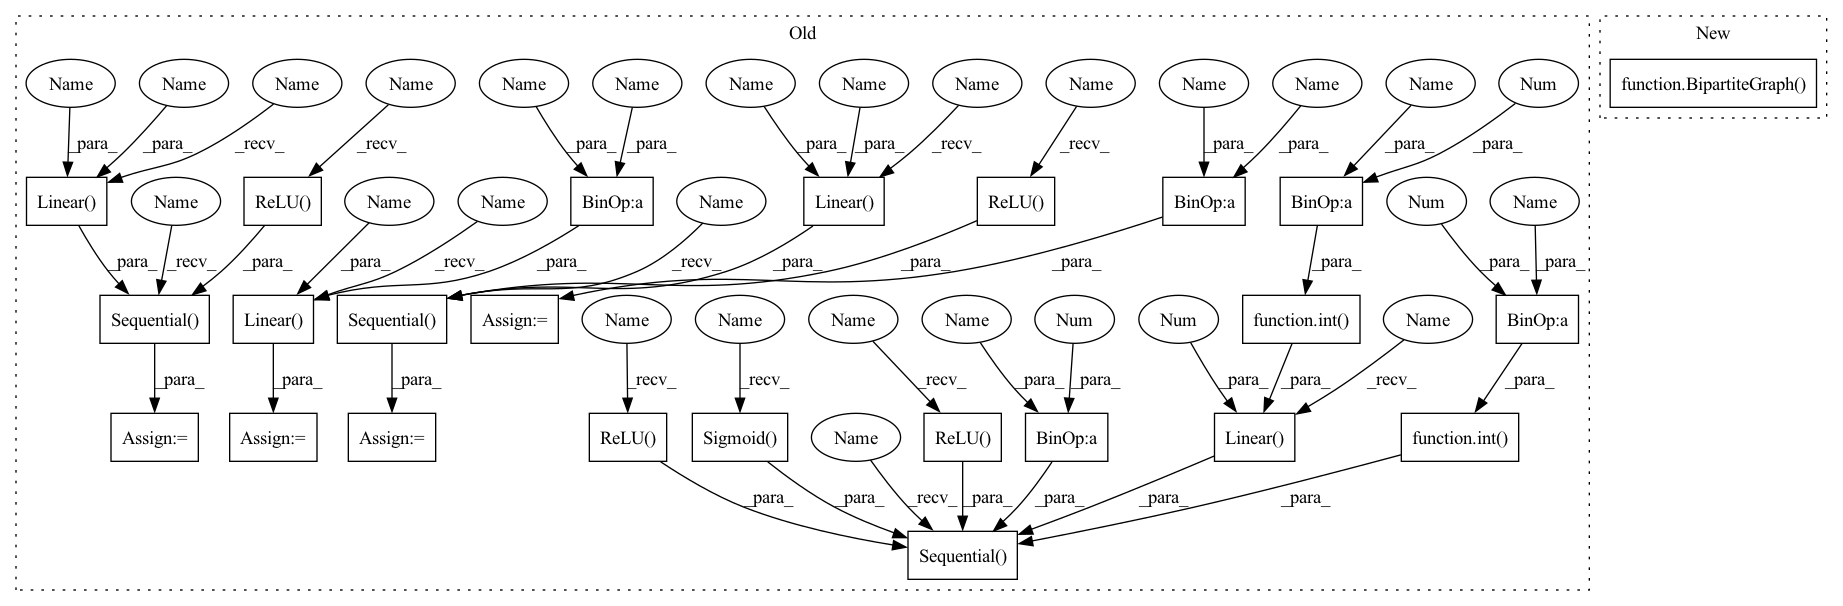 Old
New
Name
Name
Name
Name
Name
Name
Name
Name
Name
Name
Name
Name
Name
Num
function.BipartiteGraph()
_para_
_para_
_recv_
_recv_
_para_
_para_
_para_
_para_
_recv_
_recv_
_para_
_para_
_para_
_para_
Linear()
Name
ReLU()
Name
Name
BinOp:a
Name
Linear()
ReLU()
BinOp:a
BinOp:a
Num
Name
_para_
_recv_
_para_
_para_
_recv_
_para_
_recv_
_para_
_para_
_para_
_para_
_para_
_para_
Sequential()
Linear()
Sequential()
Assign:=
Name
Name
Name
Name
Num
Num
function.int()
Name
BinOp:a
_para_
_para_
_para_
_recv_
_recv_
_recv_
_para_
_para_
_para_
_para_
_recv_
_para_
Assign:=
Assign:=
Assign:=
ReLU()
Sigmoid()
Name
ReLU()
BinOp:a
Linear()
function.int()
_para_
_para_
_recv_
_para_
_para_
_para_
_para_
Sequential()